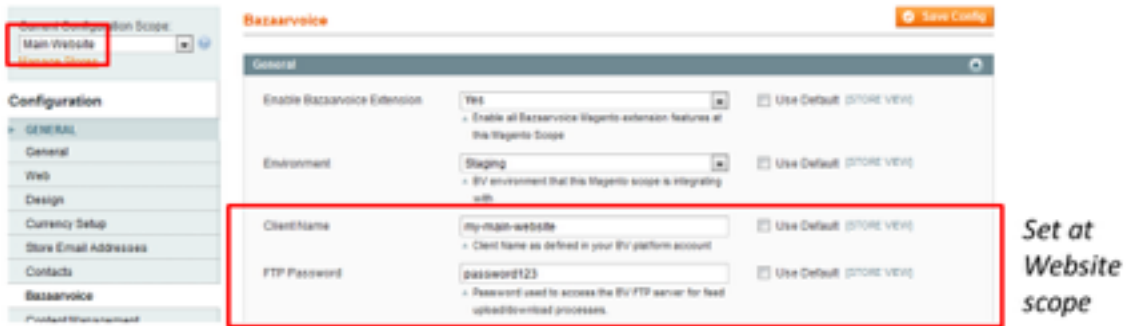 Current Configuration Scope:
Main Website
Manage Stores
Configuration
GENERAL
General
Web
Design
Currency Setup
Store Email Addresses
Contacts
Bazaarvoice
Content Management
Bazaarvoice
Save Config
General
Enable Bazaarvoice Extension
Yes
Use Default [STORE VIEW]
Enable all Bazaarvoice Magento extension features at
this Magento Scope
Environment
Staging
Use Default [STORE VIEW]
BV environment that this Magento scope is integrating
with
Client Name
my-main-website
Use Default [STORE VIEW]
Client Name as defined in your BV platform account
FTP Password
password123
Use Default [STORE VIEW]
Password used to access the BV FTP server for feed
upload/download processes.
Set at
Website
scope